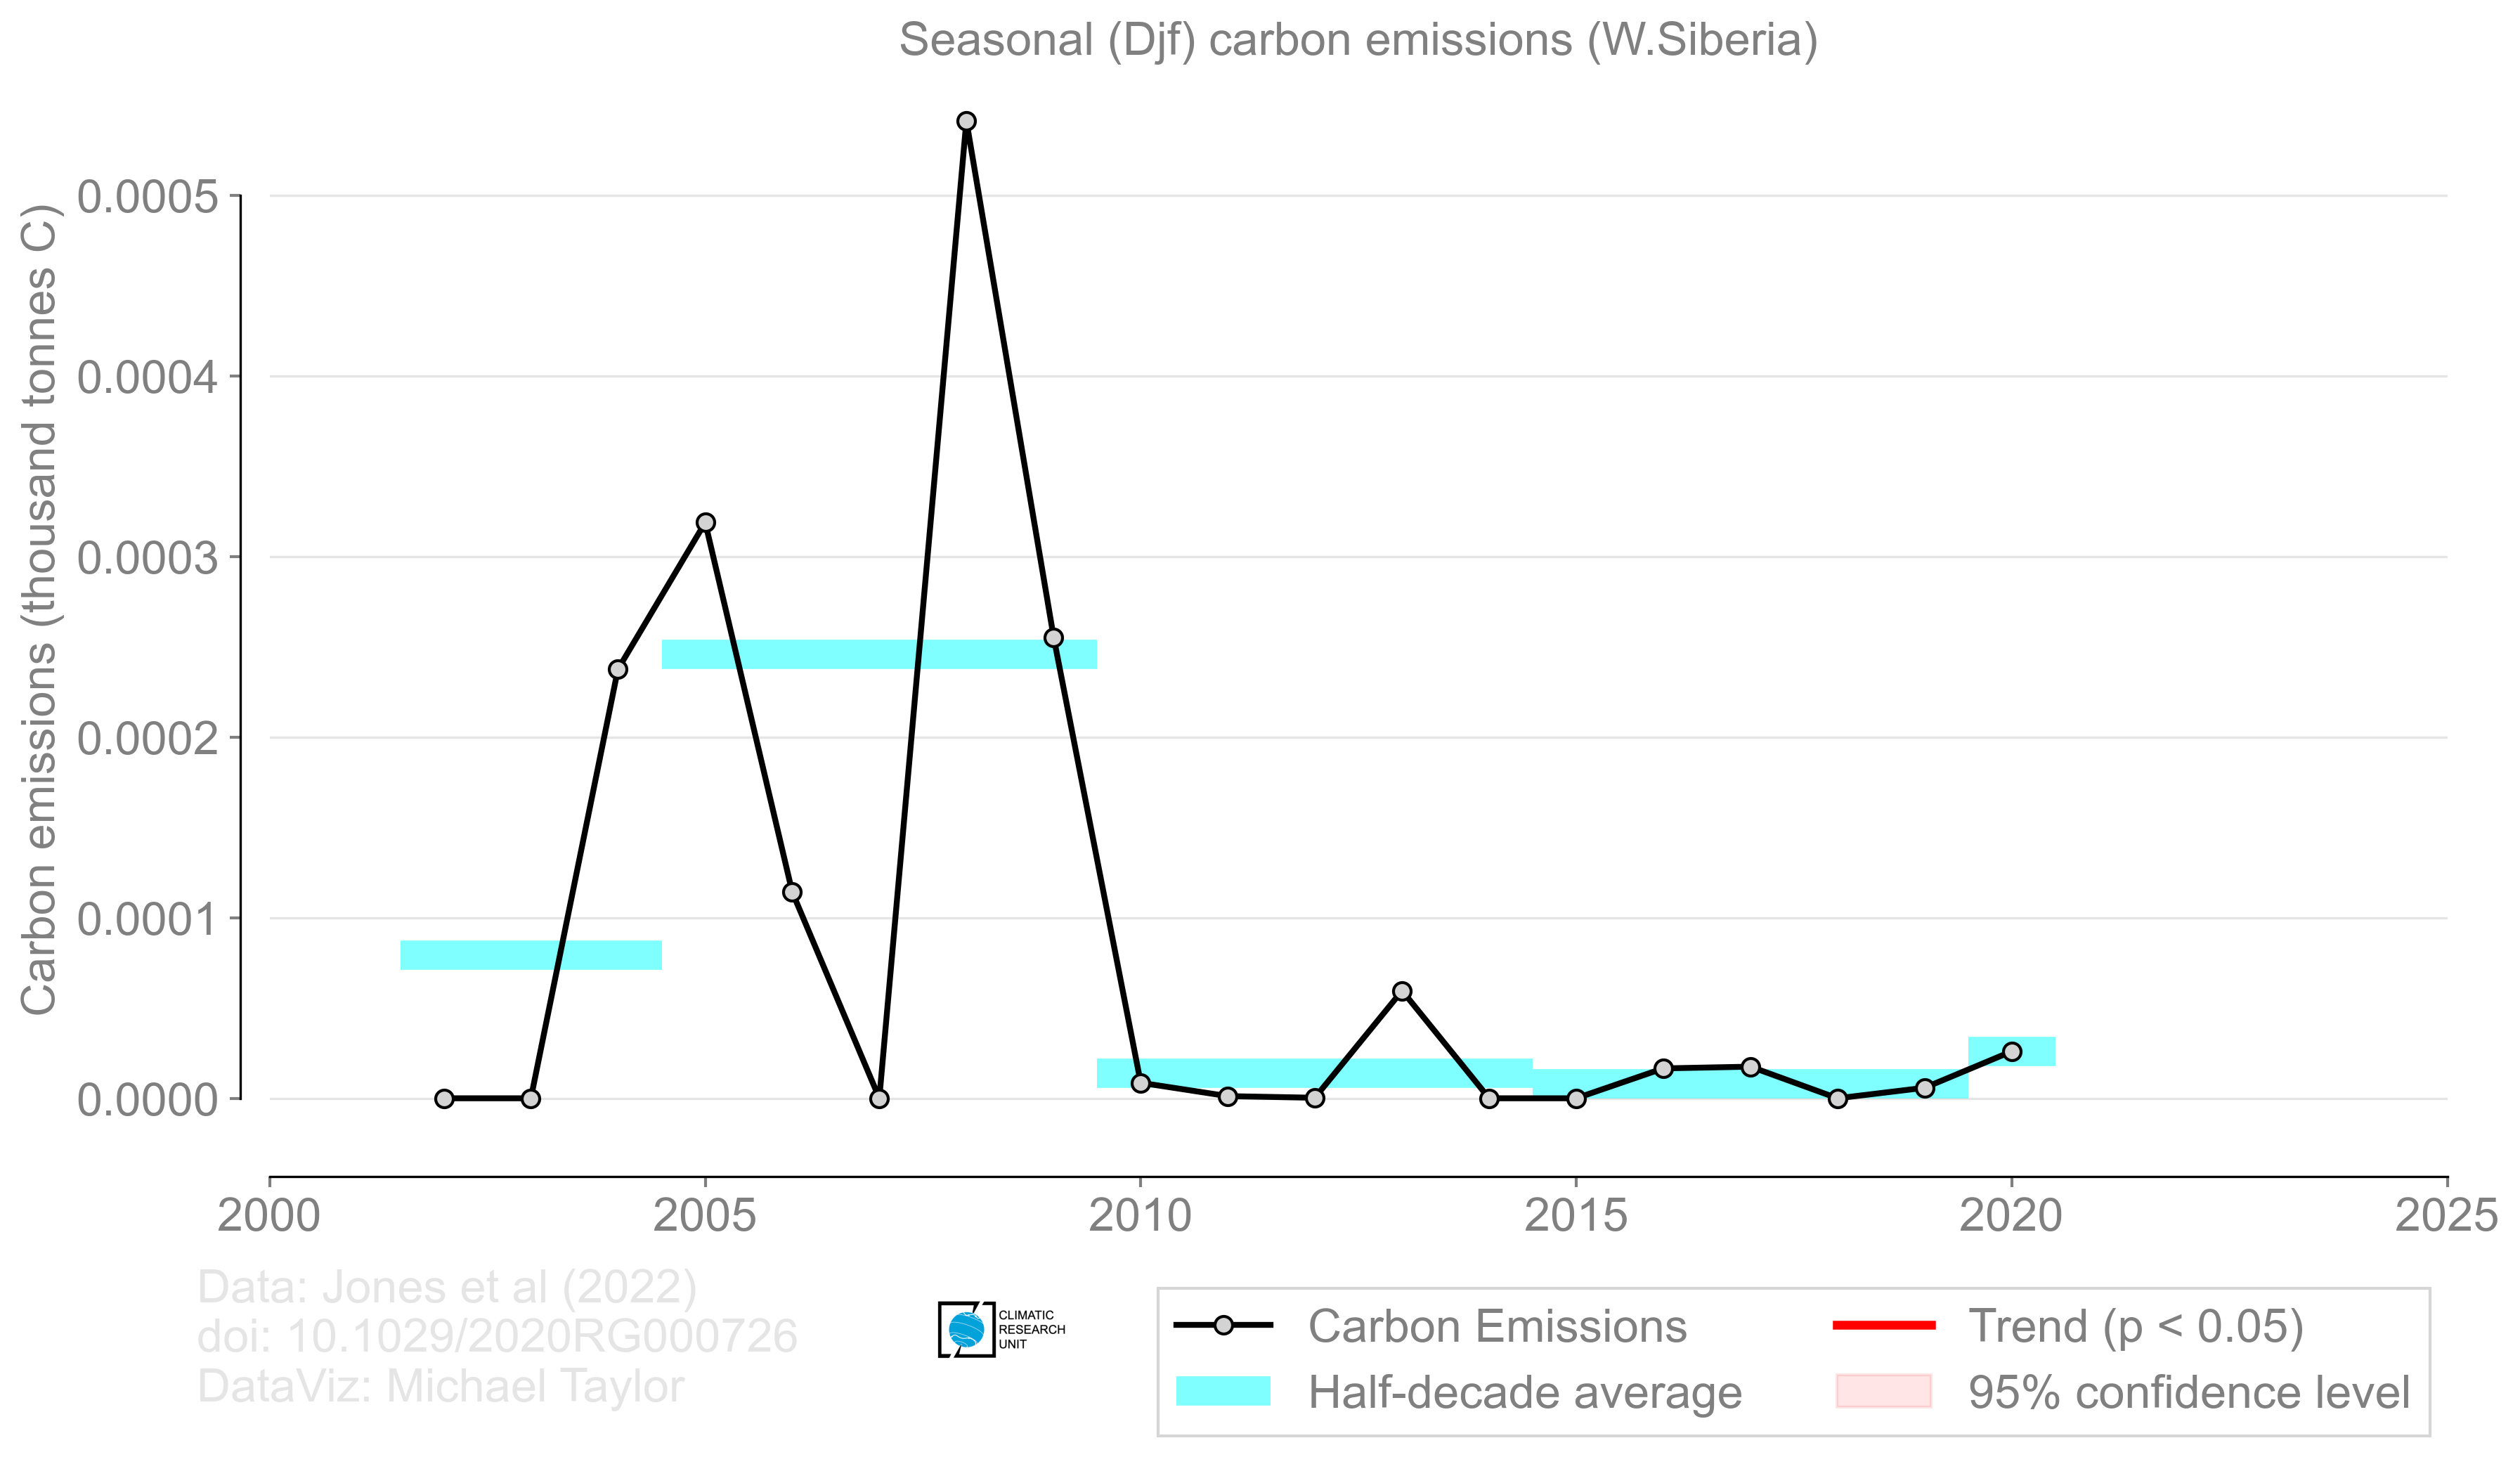 Seasonal (Djf) carbon emissions (W.Siberia)
Carbon emissions (thousand tonnes C)
0.0005
0.0004
0.0003
0.0002
0.0001
0.0000
2000 2005 2010 2015 2020 2025
Data: Jones et al (2022)
doi: 10.1029/2020RG000726
DataViz: Michael Taylor
CLIMATIC
RESEARCH
UNIT
Carbon Emissions
Half-decade average
Trend (p < 0.05)
95% confidence level